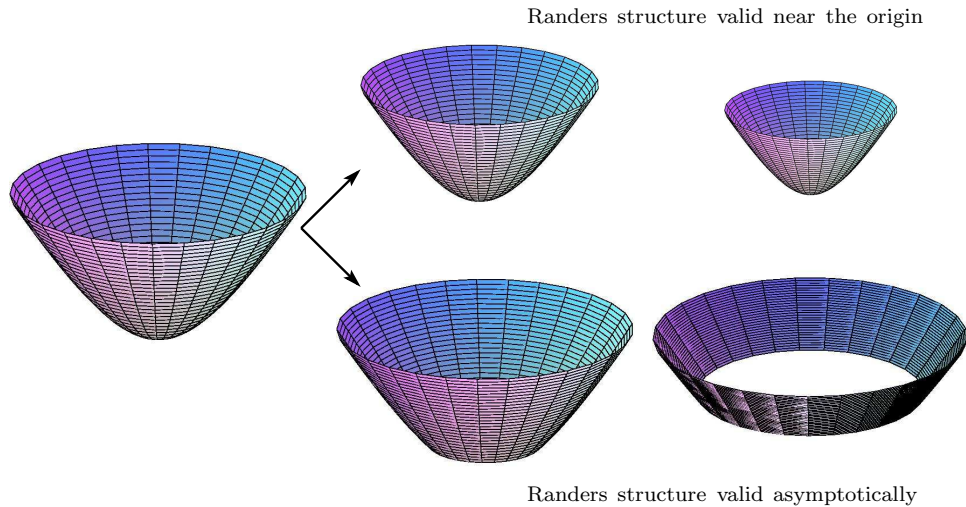 Randers structure valid near the origin
Randers structure valid asymptotically